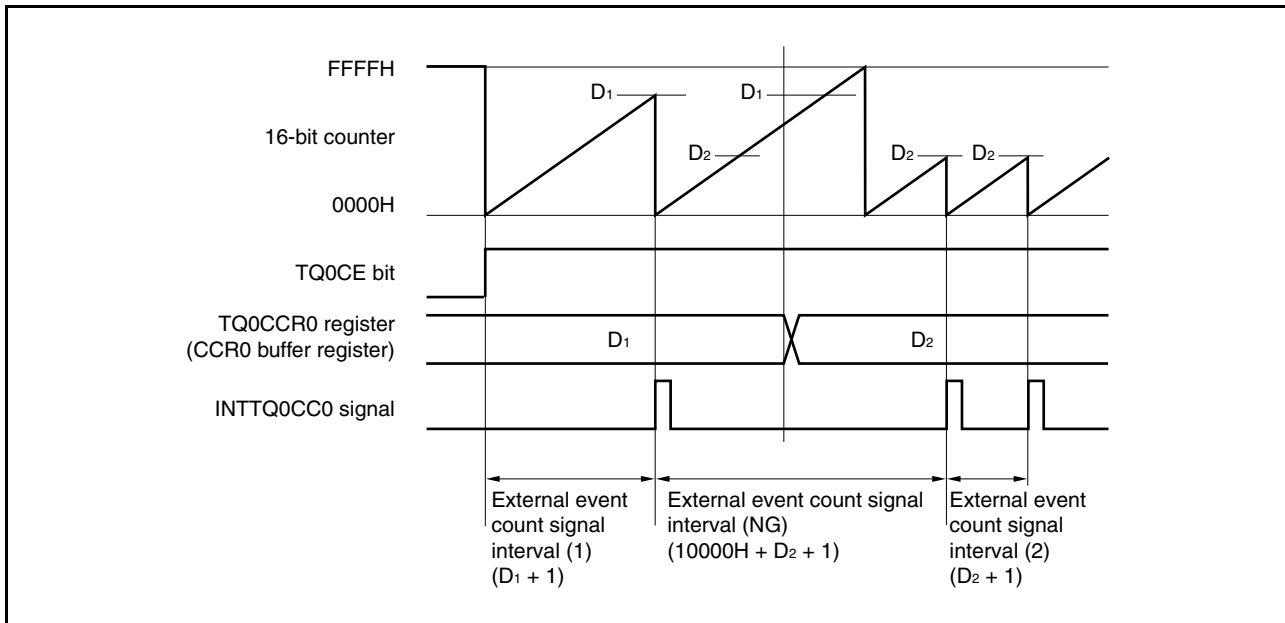 FFFFH
D1
D1
16-bit counter
D2
D2
D2
0000H
TQ0CE bit
TQ0CCR0 register
(CCR0 buffer register)
D1
D2
INTTQ0CC0 signal
External event
count signal
interval (1)
(D1 + 1)
External event count signal
interval (NG)
(10000H + D2 + 1)
External event
count signal
interval (2)
(D2 + 1)